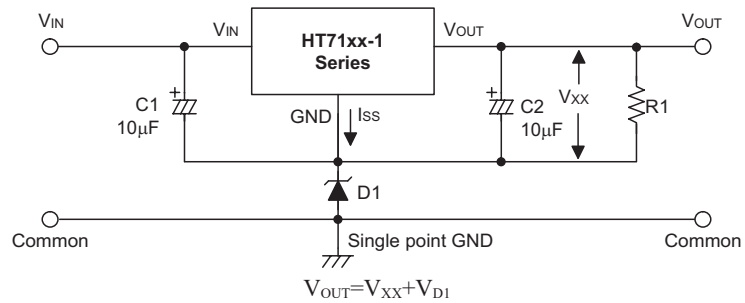 VIN
VIN
HT71xx-1
Series
VOUT
VOUT
C1
10μF
GND
ISS
C2
10μF
VXX
R1
D1
Common
Single point GND
Common
VOUT=VXX+VD1